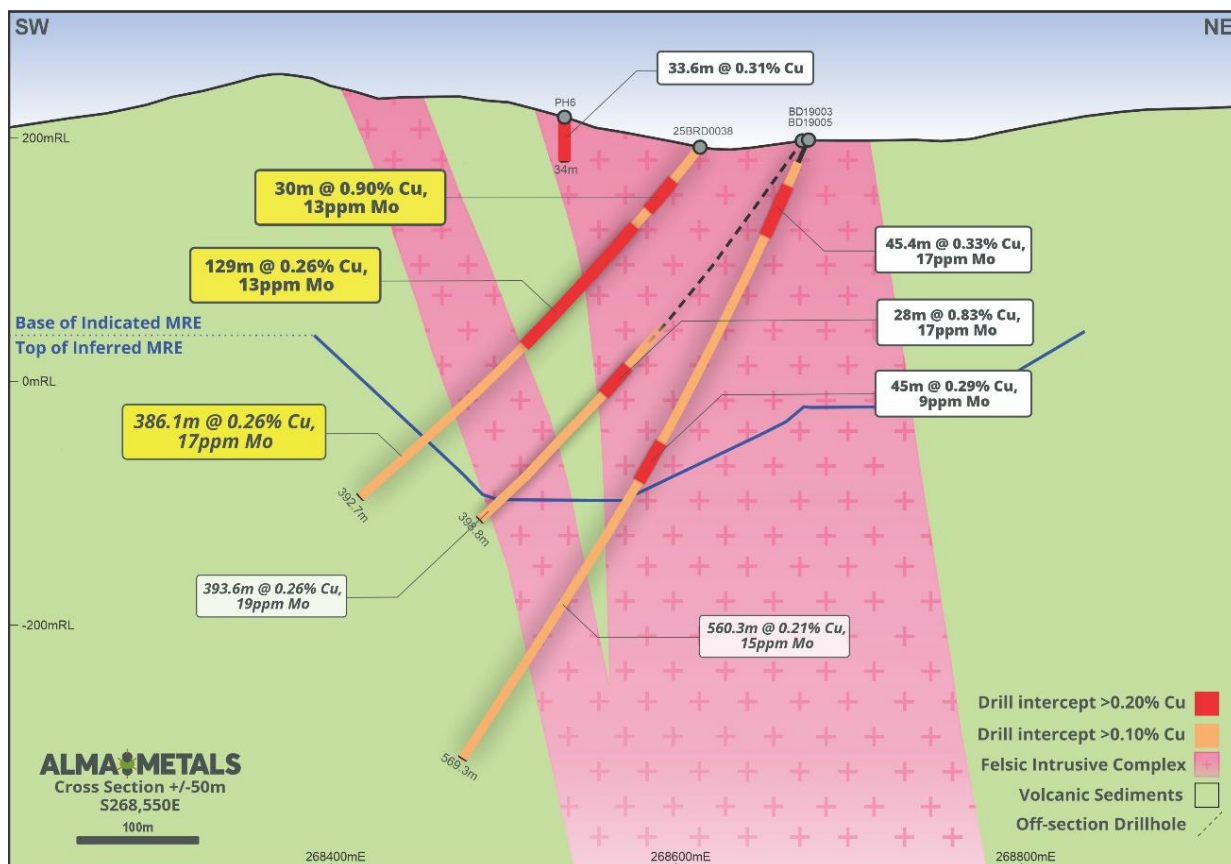 SW
NE
33.6m @ 0.31% Cu
PH6
34m
25BRD0038
BD19003
BD19005
200mRL
30m @ 0.90% Cu,
13ppm Mo
45.4m @ 0.33% Cu,
17ppm Mo
129m @ 0.26% Cu,
13ppm Mo
28m @ 0.83% Cu,
17ppm Mo
Base of Indicated MRE
Top of Inferred MRE
0mRL
45m @ 0.29% Cu,
9ppm Mo
386.1m @ 0.26% Cu,
17ppm Mo
392.7m
398.8m
393.6m @ 0.26% Cu,
19ppm Mo
-200mRL
560.3m @ 0.21% Cu,
15ppm Mo
569.3m
Drill intercept >0.20% Cu
Drill intercept >0.10% Cu
Felsic Intrusive Complex
Volcanic Sediments
Off-section Drillhole
ALMA METALS
Cross Section +/-50m
S268,550E
100m
268400mE
268600mE
268800mE